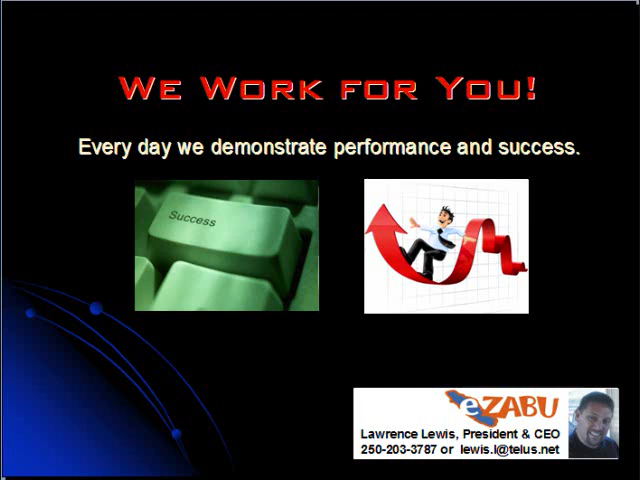 We Work for You!
Every day we demonstrate performance and success.
Success
eZABU
Lawrence Lewis, President & CEO
250-203-3787 or lewis.l@telus.net